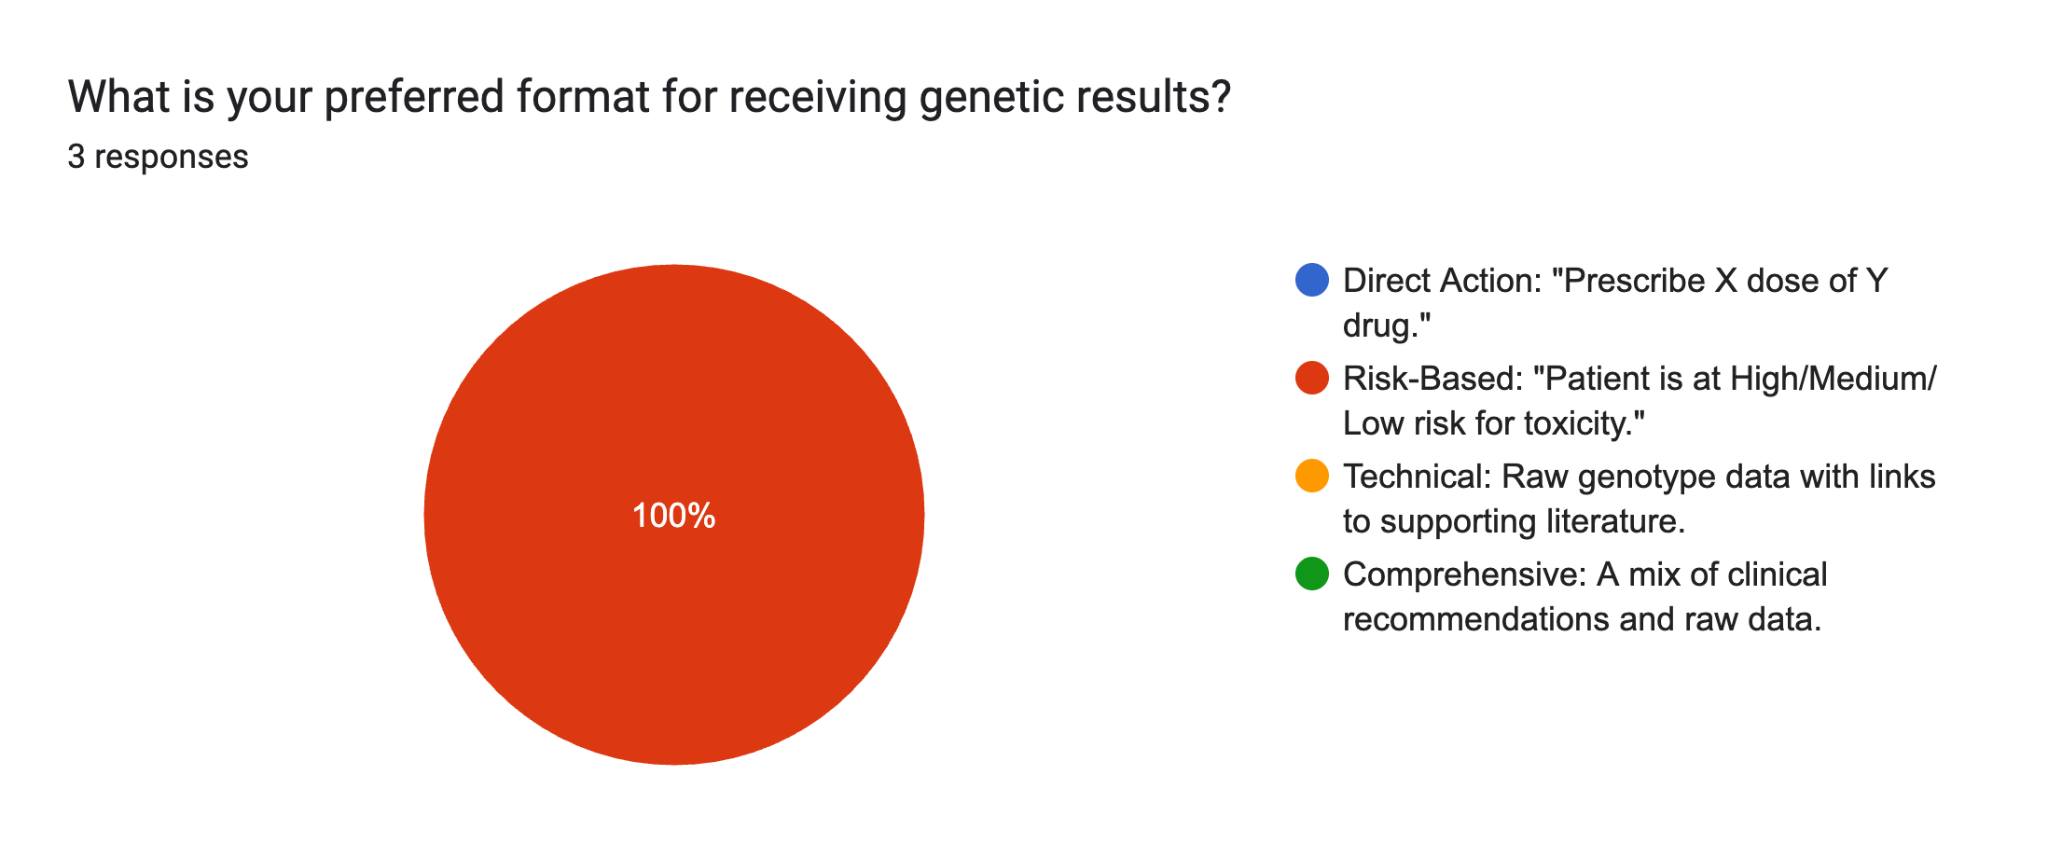 What is your preferred format for receiving genetic results?
3 responses
100%
Direct Action: "Prescribe X dose of Y
drug."
Risk-Based: "Patient is at High/Medium/
Low risk for toxicity."
Technical: Raw genotype data with links
to supporting literature.
Comprehensive: A mix of clinical
recommendations and raw data.